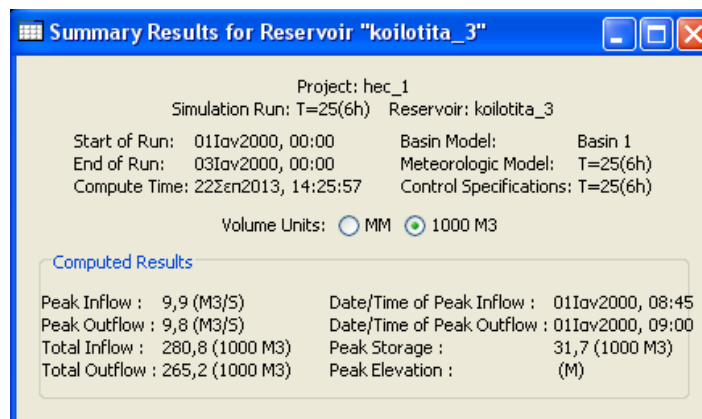 Summary Results for Reservoir "koilotita_3"
Project: hec_1
Simulation Run: T=25(6h) Reservoir: koilotita_3
Start of Run: 01Ιαν2000, 00:00 Basin Model: Basin 1
End of Run: 03Ιαν2000, 00:00 Meteorologic Model: T=25(6h)
Compute Time: 22Σεπ2013, 14:25:57 Control Specifications: T=25(6h)
Volume Units: MM 1000 M3
Computed Results
Peak Inflow : 9,9 (M3/S) Date/Time of Peak Inflow : 01Ιαν2000, 08:45
Peak Outflow : 9,8 (M3/S) Date/Time of Peak Outflow : 01Ιαν2000, 09:00
Total Inflow : 280,8 (1000 M3) Peak Storage : 31,7 (1000 M3)
Total Outflow : 265,2 (1000 M3) Peak Elevation : (M)